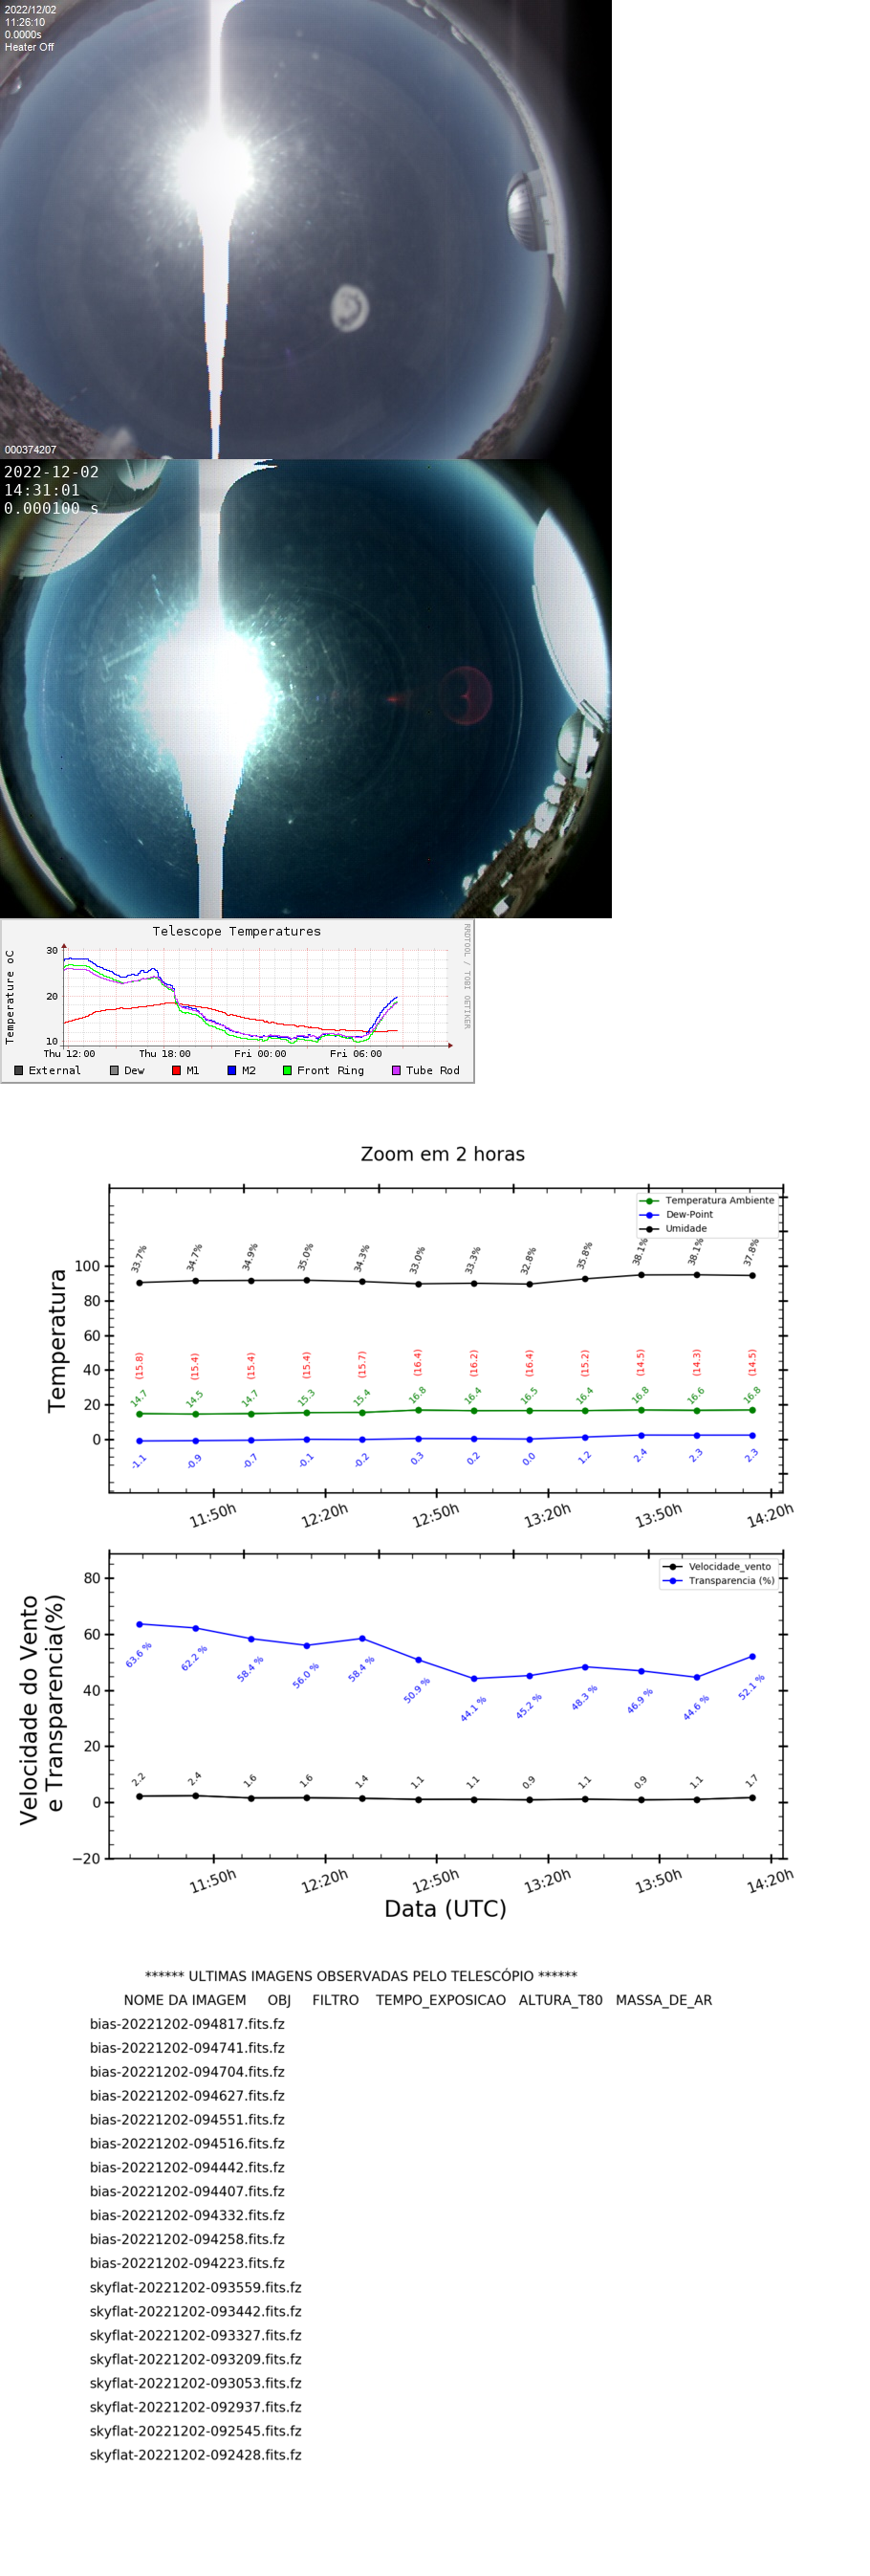 2022/12/02
11:26:10
0.0000s
Heater Off
000374207
2022-12-02
14:31:01
0.000100 s
Telescope Temperatures
RRDTOOL / TOBI OETIKER
Temperature oC
30
20
10
Thu 12:00 Thu 18:00 Fri 00:00 Fri 06:00
External Dew M1 M2 Front Ring Tube Rod
Zoom em 2 horas
Temperatura Ambiente
Dew-Point
Umidade
Temperatura
100
80
60
40
20
0
33.7% 34.7% 34.9% 35.0% 34.3% 33.0% 33.3% 32.8% 35.8% 38.1% 38.1% 37.8%
(15.8) (15.4) (15.4) (15.4) (15.7) (16.4) (16.2) (16.4) (15.2) (14.5) (14.3) (14.5)
14.7 14.5 14.7 15.3 15.4 16.8 16.4 16.5 16.4 16.8 16.6 16.8
-1.1 -0.9 -0.7 -0.1 -0.2 0.3 0.2 0.0 1.2 2.4 2.3 2.3
11:50h 12:20h 12:50h 13:20h 13:50h 14:20h
Velocidade_vento
Transparencia (%)
Velocidade do Vento
e Transparencia(%)
80
60
40
20
0
−20
63.6 % 62.2 % 58.4 % 56.0 % 58.4 % 50.9 % 44.1 % 45.2 % 48.3 % 46.9 % 44.6 % 52.1 %
2.2 2.4 1.6 1.6 1.4 1.1 1.1 0.9 1.1 0.9 1.1 1.7
11:50h 12:20h 12:50h 13:20h 13:50h 14:20h
Data (UTC)
****** ULTIMAS IMAGENS OBSERVADAS PELO TELESCÓPIO ******
NOME DA IMAGEM OBJ FILTRO TEMPO_EXPOSICAO ALTURA_T80 MASSA_DE_AR
bias-20221202-094817.fits.fz
bias-20221202-094741.fits.fz
bias-20221202-094704.fits.fz
bias-20221202-094627.fits.fz
bias-20221202-094551.fits.fz
bias-20221202-094516.fits.fz
bias-20221202-094442.fits.fz
bias-20221202-094407.fits.fz
bias-20221202-094332.fits.fz
bias-20221202-094258.fits.fz
bias-20221202-094223.fits.fz
skyflat-20221202-093559.fits.fz
skyflat-20221202-093442.fits.fz
skyflat-20221202-093327.fits.fz
skyflat-20221202-093209.fits.fz
skyflat-20221202-093053.fits.fz
skyflat-20221202-092937.fits.fz
skyflat-20221202-092545.fits.fz
skyflat-20221202-092428.fits.fz